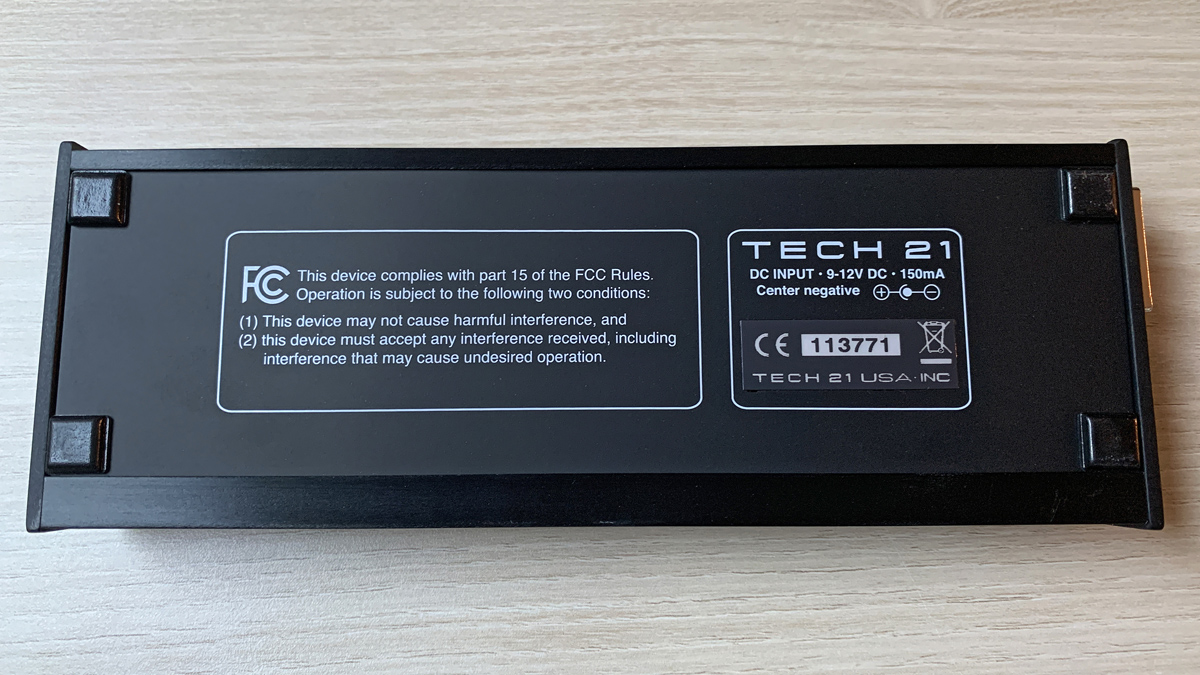 FC This device complies with part 15 of the FCC Rules.
Operation is subject to the following two conditions:
(1) This device may not cause harmful interference, and
(2) this device must accept any interference received, including
interference that may cause undesired operation.
TECH 21
DC INPUT · 9-12V DC · 150mA
Center negative
CE 113771
TECH 21 USA·INC